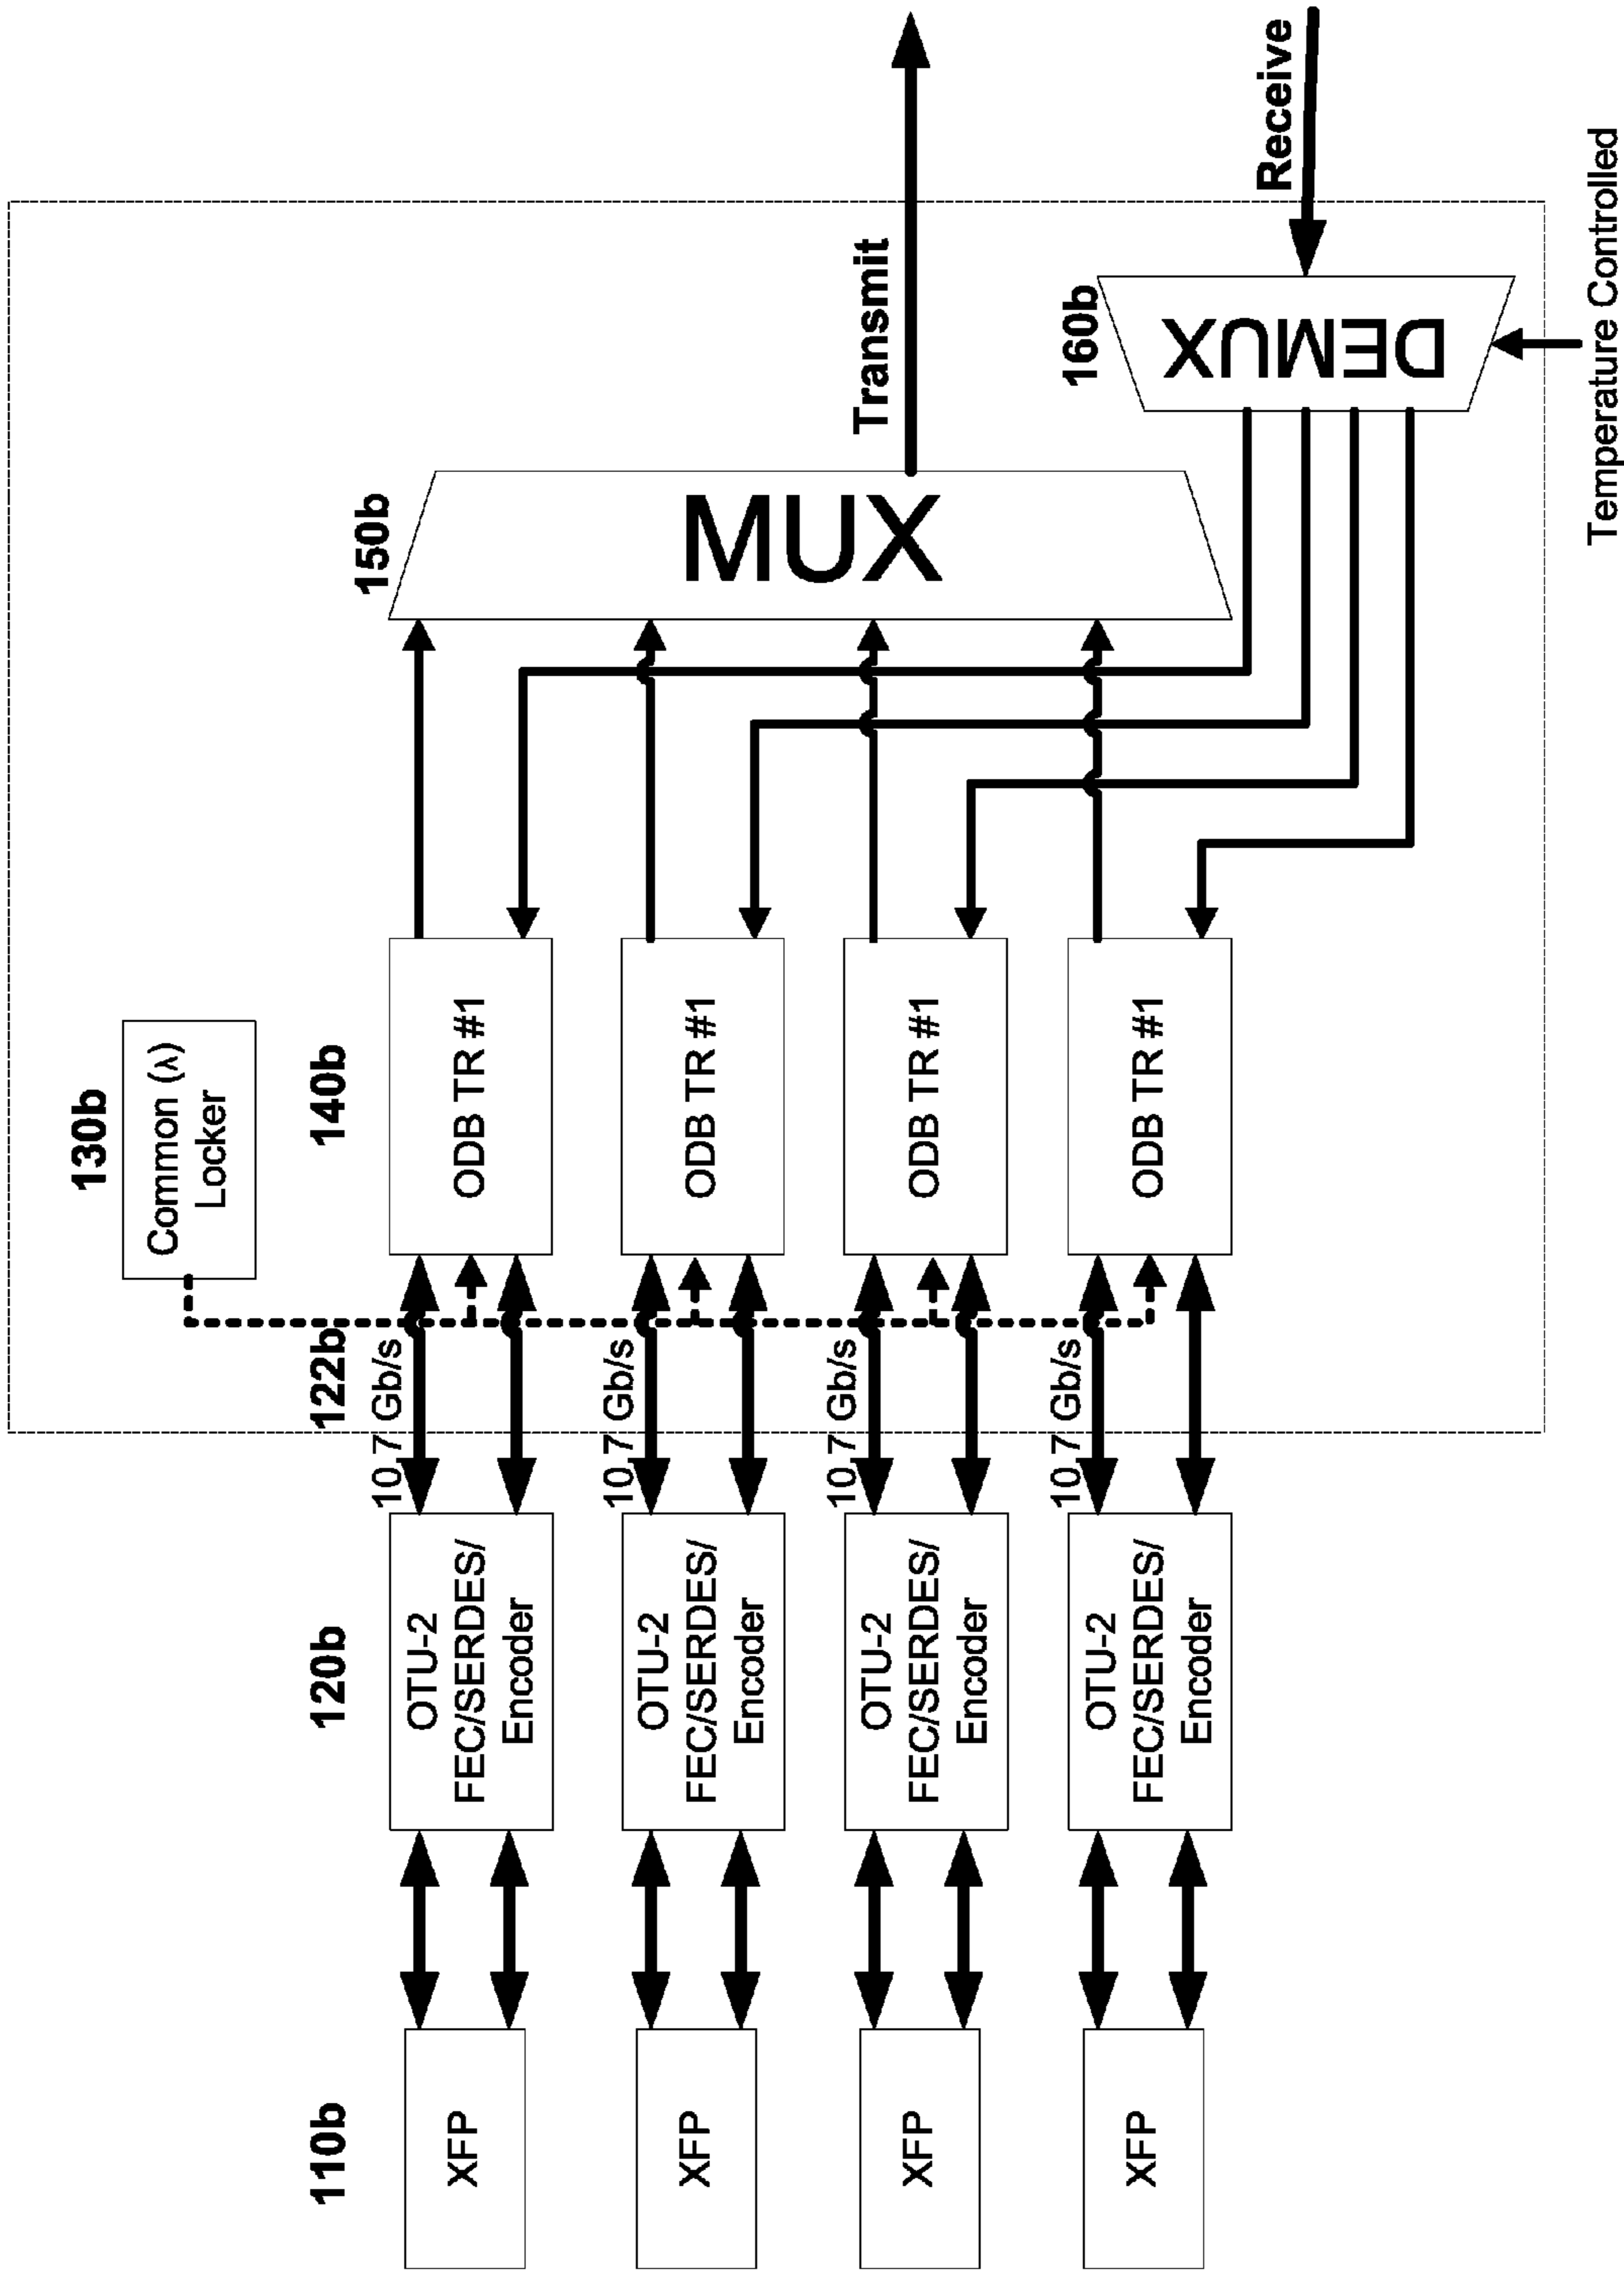 110b
XFP
XFP
XFP
XFP
120b
OTU-2
FEC/SERDES/
Encoder
OTU-2
FEC/SERDES/
Encoder
OTU-2
FEC/SERDES/
Encoder
OTU-2
FEC/SERDES/
Encoder
122b
10.7 Gb/s
10.7 Gb/s
10.7 Gb/s
10.7 Gb/s
130b
Common (λ)
Locker
140b
ODB TR #1
ODB TR #1
ODB TR #1
ODB TR #1
150b
MUX
Transmit
160b
DEMUX
Receive
Temperature Controlled